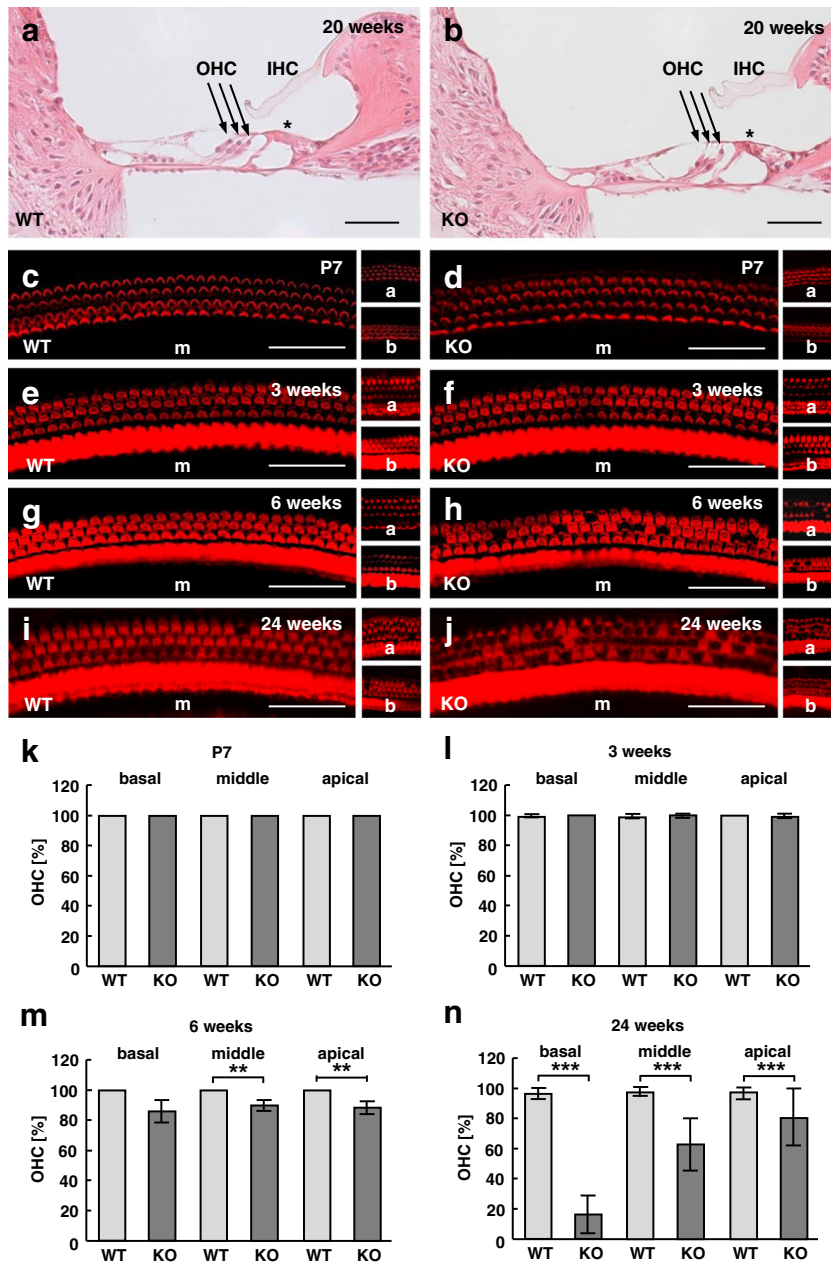 a 20 weeks
OHC IHC
*
WT
b 20 weeks
OHC IHC
*
KO
c P7
WT m
a
b
d P7
KO m
a
b
e 3 weeks
WT m
a
b
f 3 weeks
KO m
a
b
g 6 weeks
WT m
a
b
h 6 weeks
KO m
a
b
i 24 weeks
WT m
a
b
j 24 weeks
KO m
a
b
k P7
basal middle apical
OHC [%]
120
100
80
60
40
20
0
WT KO WT KO WT KO
l 3 weeks
basal middle apical
OHC [%]
120
100
80
60
40
20
0
WT KO WT KO WT KO
m 6 weeks
basal middle apical
** **
OHC [%]
120
100
80
60
40
20
0
WT KO WT KO WT KO
n 24 weeks
basal middle apical
*** *** ***
OHC [%]
120
100
80
60
40
20
0
WT KO WT KO WT KO